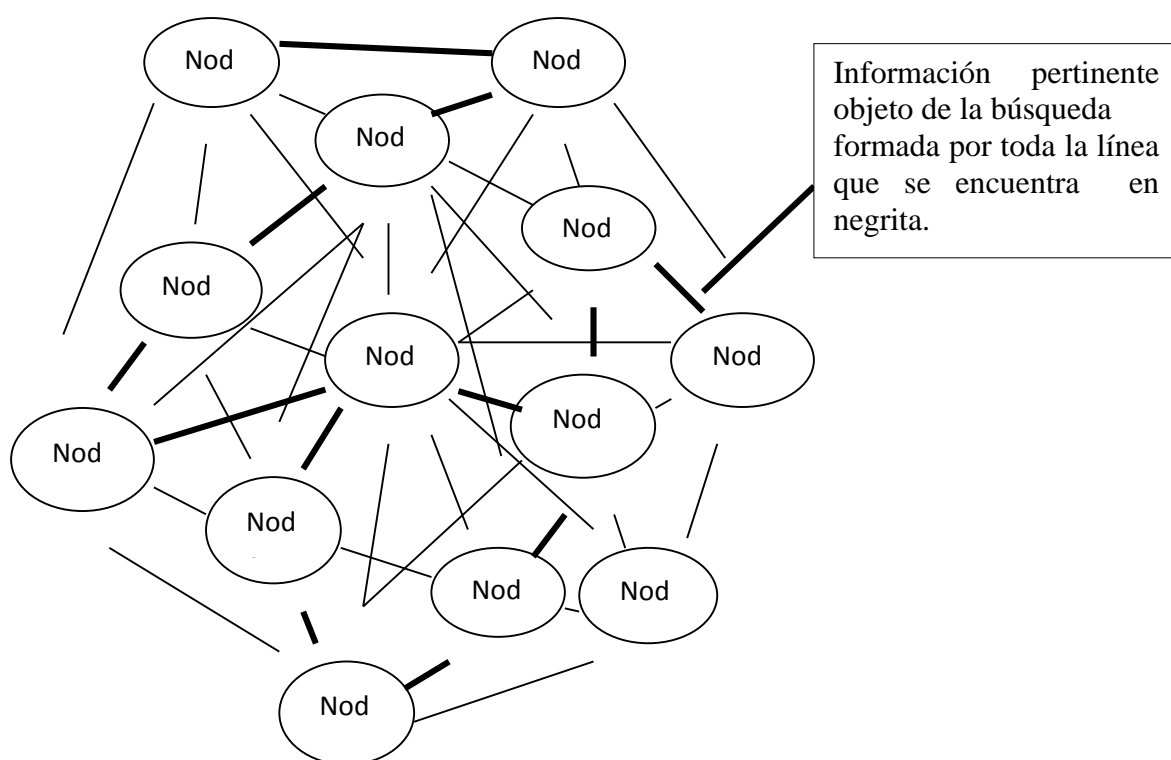 Nod
Nod
Nod
Nod
Nod
Nod
Nod
Nod
Nod
Nod
Nod
Nod
Nod
Información pertinente
objeto de la búsqueda
formada por toda la línea
que se encuentra en
negrita.